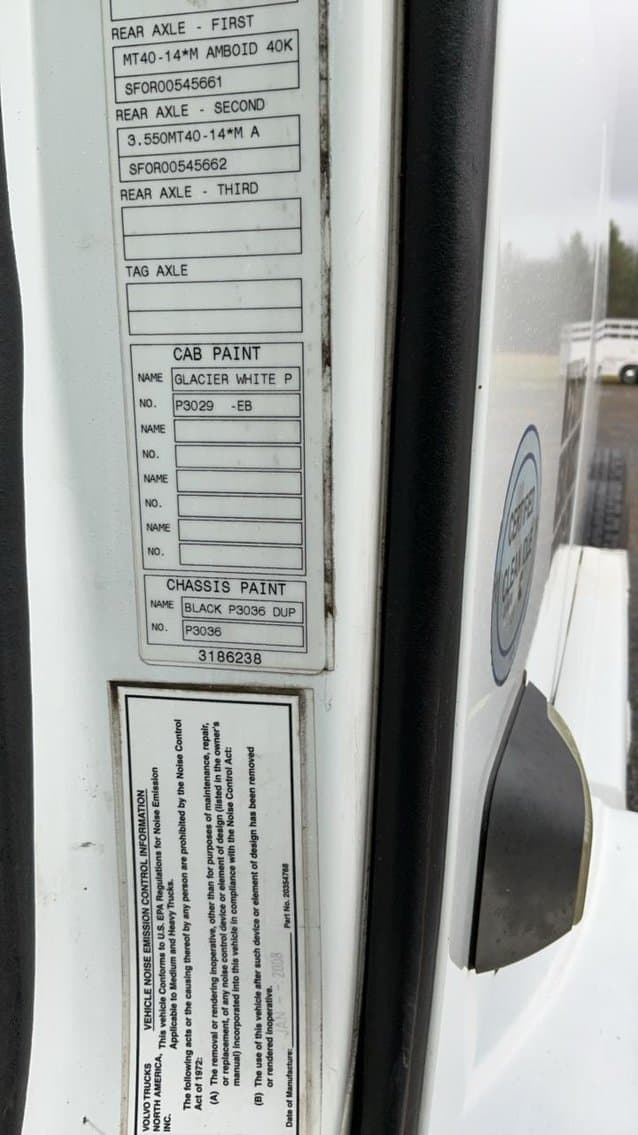 REAR AXLE - FIRST
MT40-14*M AMBOID 40K
SFOR00545661
REAR AXLE - SECOND
3.550MT40-14*M A
SFOR00545662
REAR AXLE - THIRD
TAG AXLE
CAB PAINT
NAME GLACIER WHITE P
NO. P3029 -EB
NAME
NO.
NAME
NO.
NAME
NO.
CHASSIS PAINT
NAME BLACK P3036 DUP
NO. P3036
3186238
VOLVO TRUCKS
NORTH AMERICA,
INC.
VEHICLE NOISE EMISSION CONTROL INFORMATION
This vehicle Conforms to U.S. EPA Regulations for Noise Emission
Applicable to Medium and Heavy Trucks.
The following acts or the causing thereof by any person are prohibited by the Noise Control
Act of 1972:
(A) The removal or rendering inoperative, other than for purposes of maintenance, repair,
or replacement, of any noise control device or element of design (listed in the owner's
manual) incorporated into this vehicle in compliance with the Noise Control Act:
(B) The use of this vehicle after such device or element of design has been removed
or rendered inoperative.
Date of Manufacture: JAN - - 2008 Part No. 20354768
CERTIFIED
CLEAN IDLE